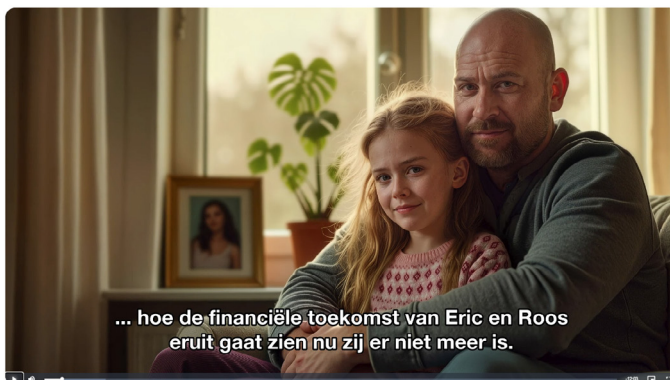 ... hoe de financiële toekomst van Eric en Roos
eruit gaat zien nu zij er niet meer is.